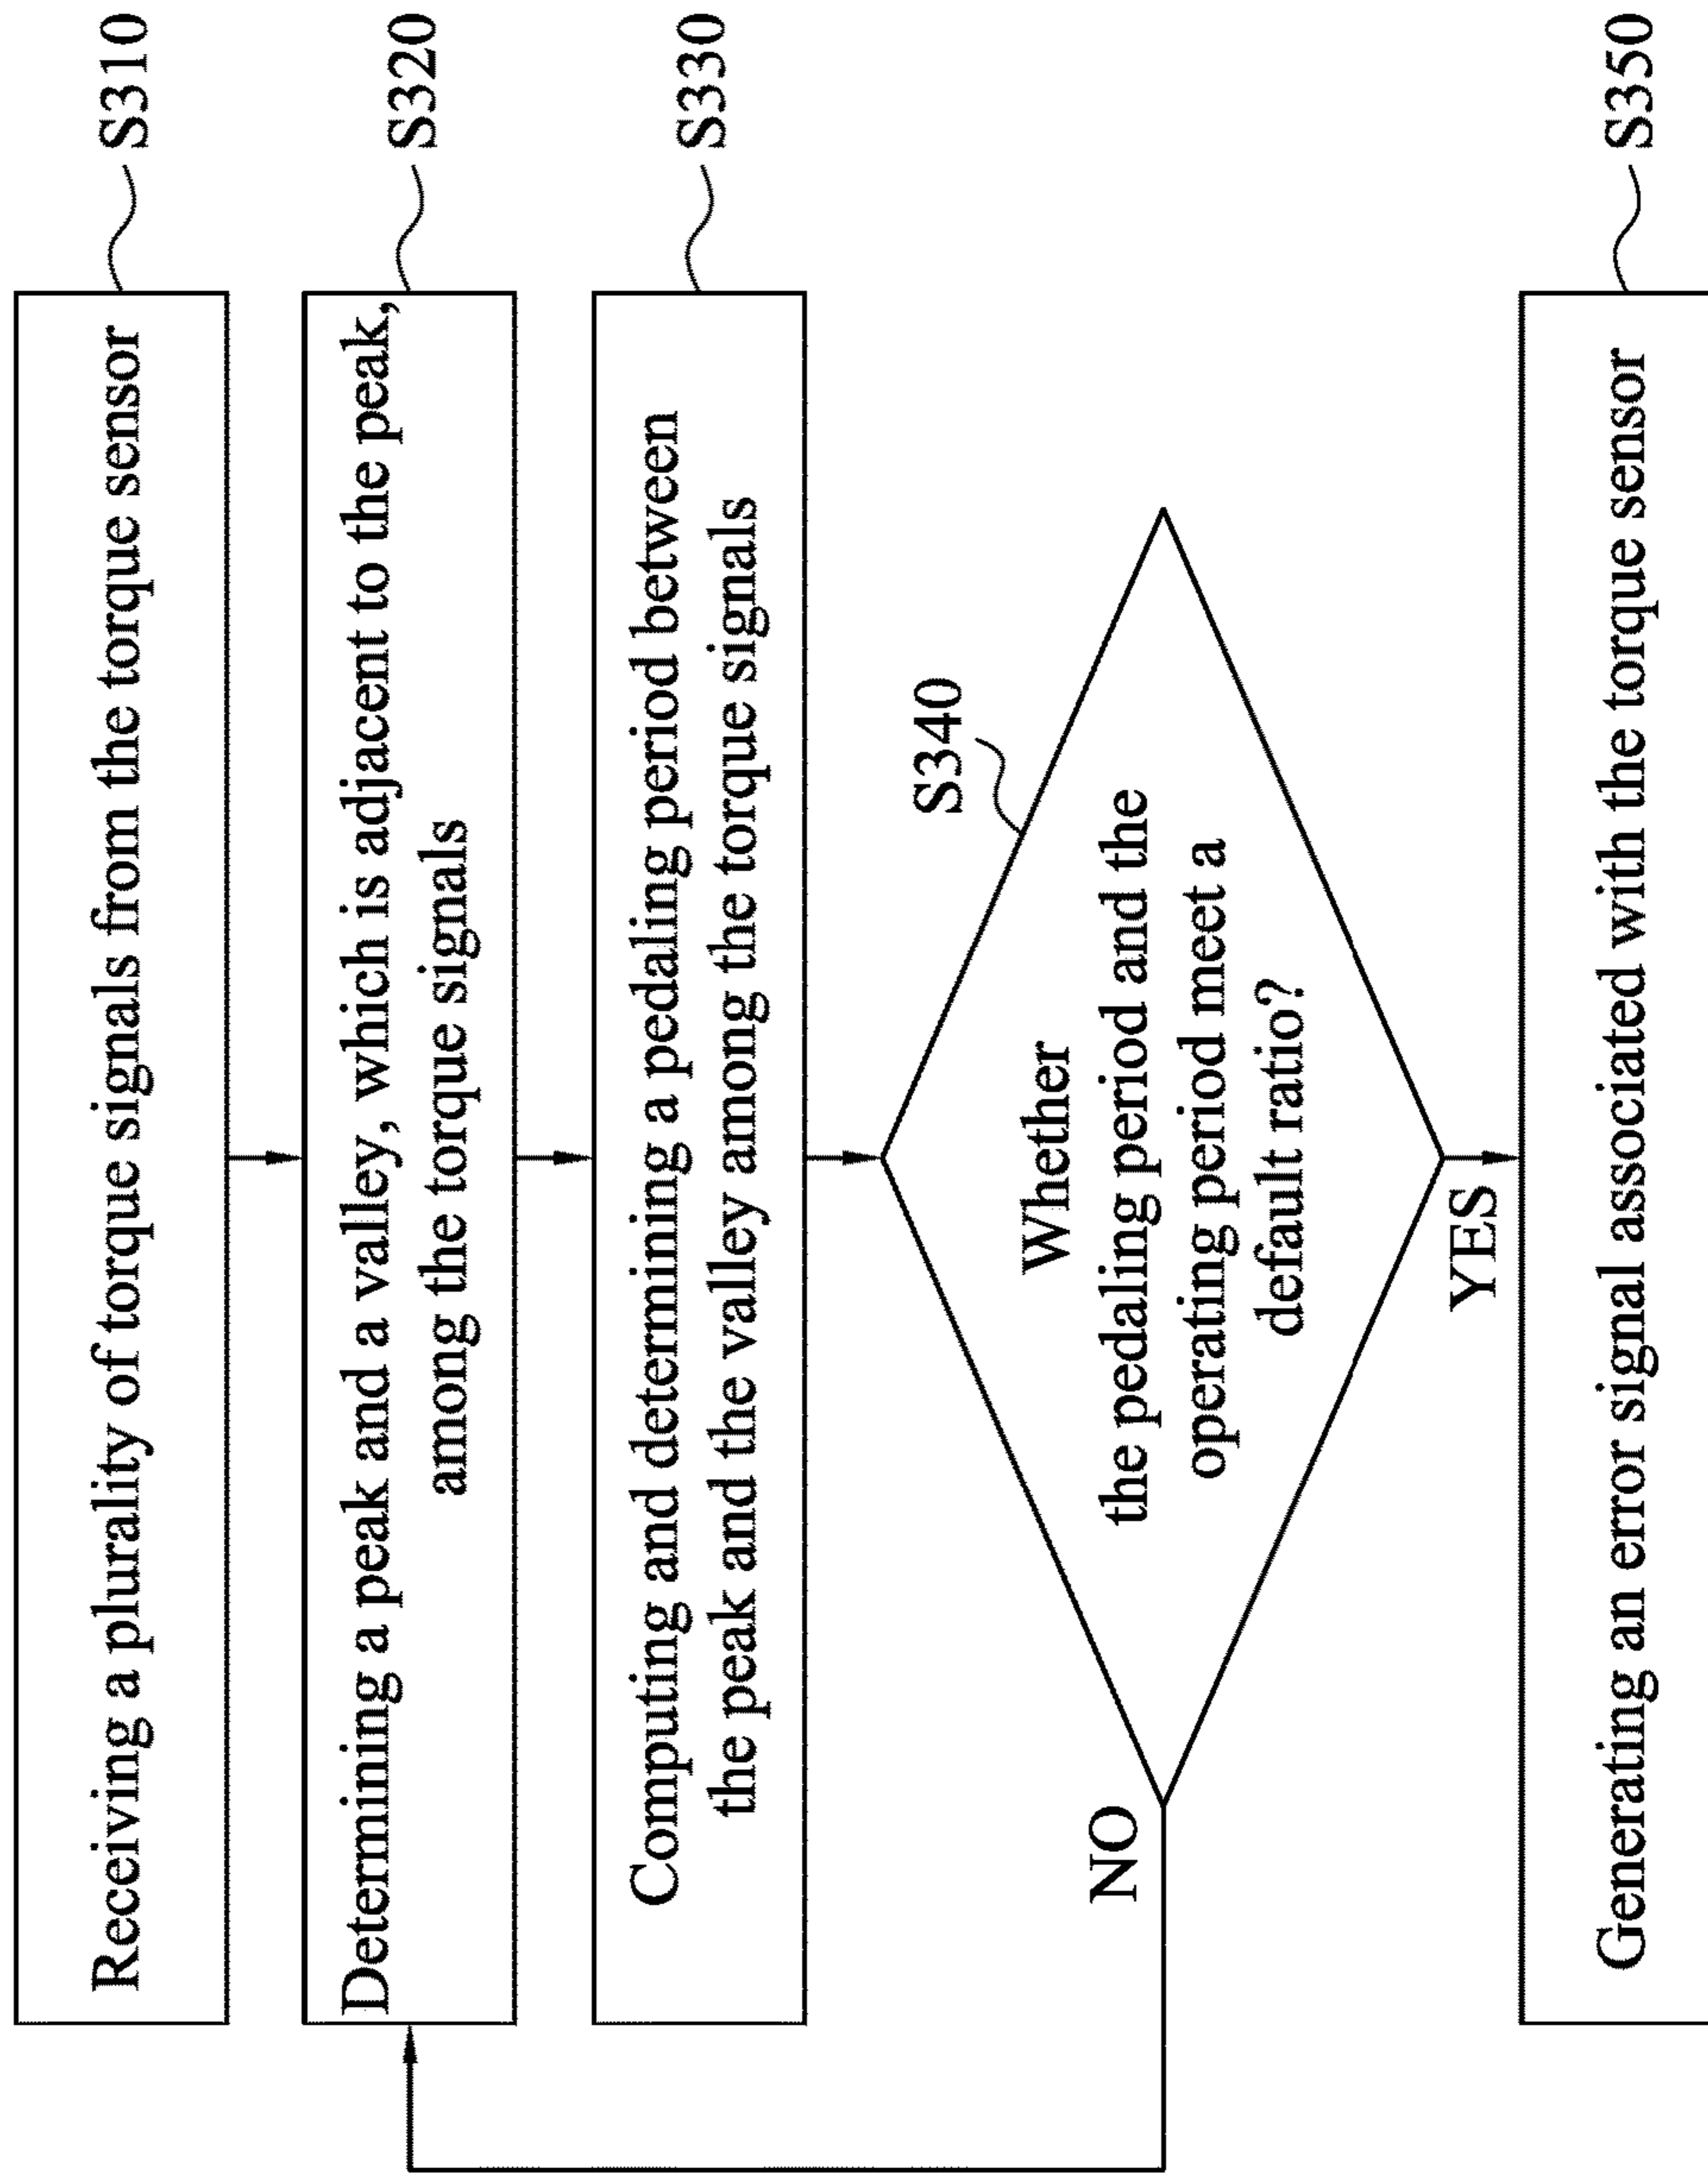 Receiving a plurality of torque signals from the torque sensor
S310
Determining a peak and a valley, which is adjacent to the peak,
among the torque signals
S320
Computing and determining a pedaling period between
the peak and the valley among the torque signals
S330
S340
Whether
the pedaling period and the
operating period meet a
default ratio?
NO
YES
Generating an error signal associated with the torque sensor
S350